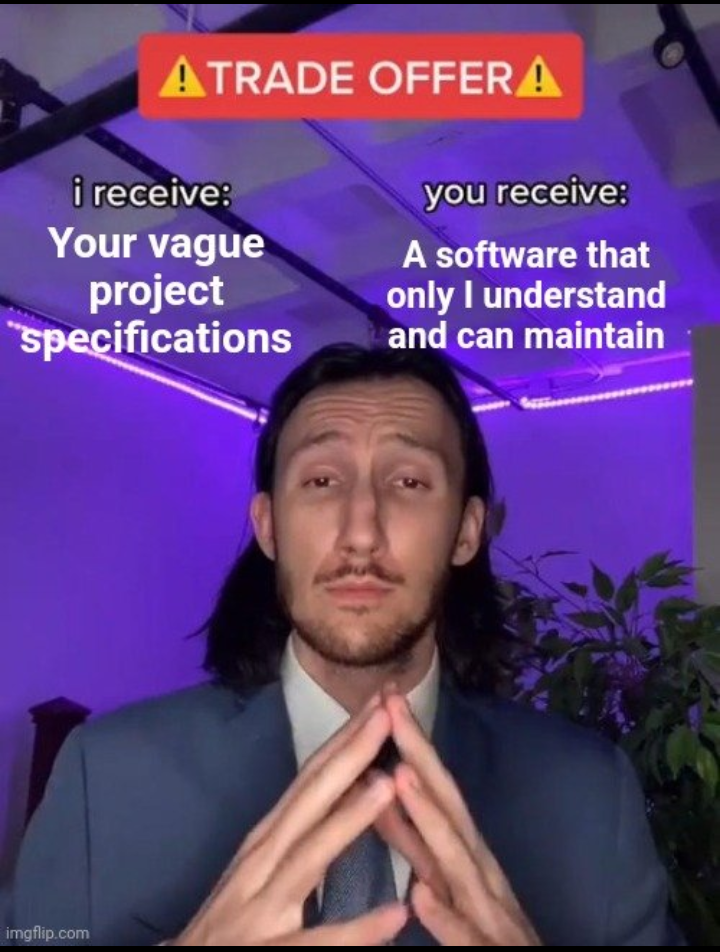 ⚠️TRADE OFFER⚠️
i receive:
you receive:
Your vague
project
specifications
A software that
only I understand
and can maintain
imgflip.com